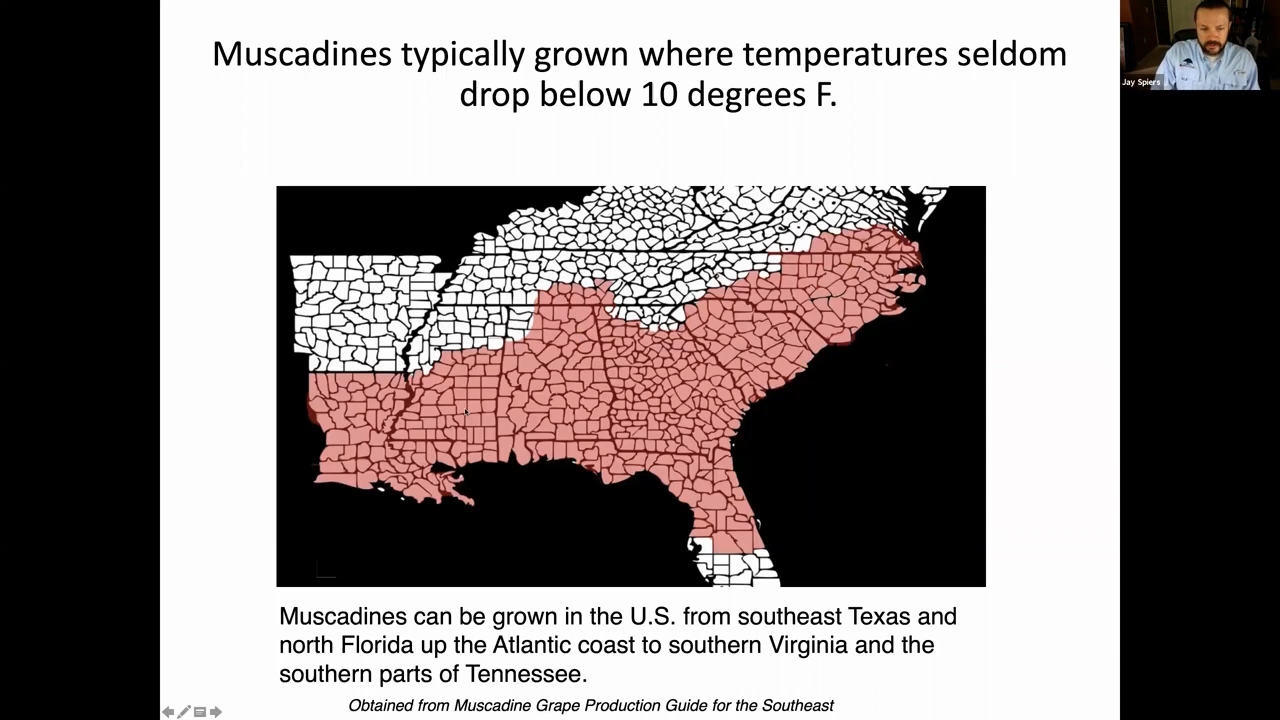 Muscadines typically grown where temperatures seldom
drop below 10 degrees F.
Jay Spiers
Muscadines can be grown in the U.S. from southeast Texas and
north Florida up the Atlantic coast to southern Virginia and the
southern parts of Tennessee.
Obtained from Muscadine Grape Production Guide for the Southeast